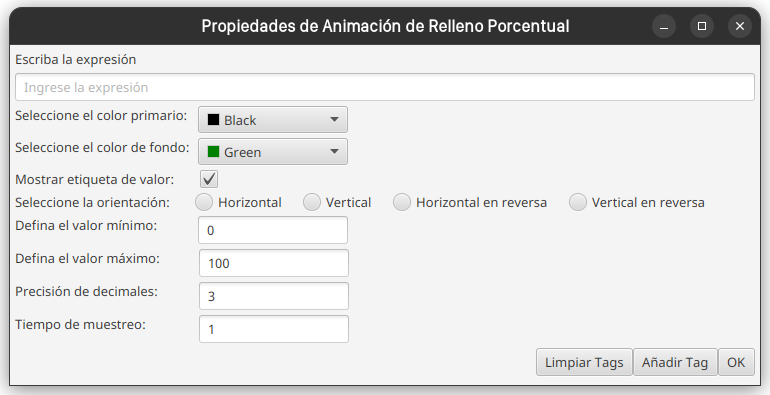 Propiedades de Animación de Relleno Porcentual
Escriba la expresión
Ingrese la expresión
Seleccione el color primario: Black
Seleccione el color de fondo: Green
Mostrar etiqueta de valor:
Seleccione la orientación: Horizontal Vertical Horizontal en reversa Vertical en reversa
Defina el valor mínimo: 0
Defina el valor máximo: 100
Precisión de decimales: 3
Tiempo de muestreo: 1
Limpiar Tags Añadir Tag OK